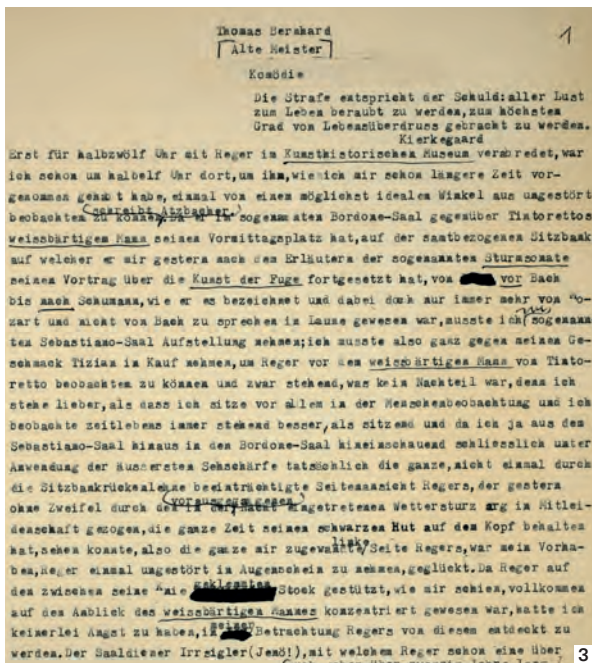 Thomas Bernhard
1
Alte Meister
Komödie
Die Strafe entspricht der Schuld:aller Lust
zum Leben beraubt zu werden,zum höchsten
Grad von Lebensüberdruss gebracht zu werden.
Kierkegaard
Erst für halbzwölf Uhr mit Reger im Kunsthistorischen Museum verabredet,war
ich schon um halbelf Uhr dort,um ihn,wie ich mir schon längere Zeit vor-
genommen gehabt habe,einmal von einem möglichst idealen Winkel aus ungestört
beobachten zu können, schreibt Atzbacher. Da er im sogenannten Bordone-Saal gegenüber Tintorettos
weissbärtigem Mann seinen Vormittagsplatz hat,auf der samtbezogenen Sitzbank
auf welcher er mir gestern nach dem Erläutern der sogenannten Sturmsonate
seinen Vortrag über die Kunst der Fuge fortgesetzt hat,von vor Bach
bis nach Schumann,wie er es bezeichnet und dabei doch nur immer mehr von Mo-
zart und nicht von Bach zu sprechen in Laune gewesen war,musste ich im sogenann
ten Sebastiano-Saal Aufstellung nehmen;ich musste also ganz gegen meinen Ge-
schmack Tizian in Kauf nehmen,um Reger vor dem weissbärtigen Mann von Tinto-
retto beobachten zu können und zwar stehend,was kein Nachteil war,denn ich
stehe lieber,als dass ich sitze vor allem in der Menschenbeobachtung und ich
beobachte zeitlebens immer stehend besser,als sitzend und da ich ja aus dem
Sebastiano-Saal hinaus in den Bordone-Saal hineinschauend schliesslich unter
Anwendung der äussersten Sehschärfe tatsächlich die ganze,nicht einmal durch
die Sitzbankrückenlehne beeinträchtigte Seitenansicht Regers,der gestern
ohne Zweifel durch den in der vorausgegangenen Nacht eingetretenen Wettersturz arg in Mitlei-
denschaft gezogen,die ganze Zeit seinen schwarzen Hut auf dem Kopf behalten
hat,sehen konnte,also die ganze mir zugewandte linke Seite Regers,war mein Vorha-
ben,Reger einmal ungestört in Augenschein zu nehmen,geglückt.Da Reger auf
den zwischen seine Knie geklemmten Stock gestützt,wie mir schien,vollkommen
auf den Anblick des weissbärtigen Mannes konzentriert gewesen war,hatte ich
keinerlei Angst zu haben,in meiner Betrachtung Regers von diesem entdeckt zu
werden.Der Saaldiener Irrsigler(Jenö!),mit welchem Reger schon eine über
3